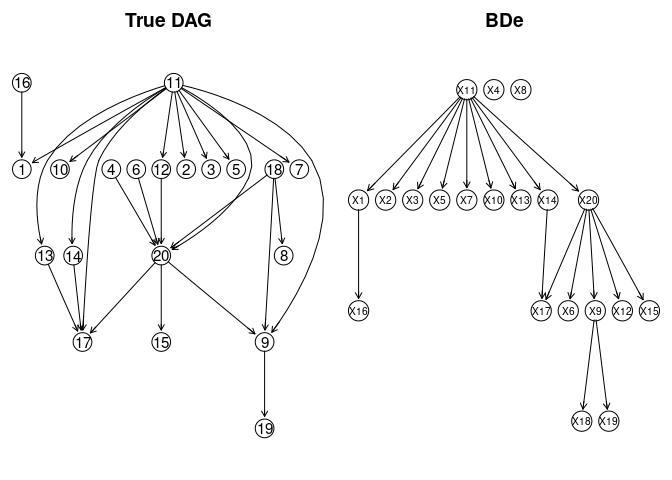 True DAG
BDe
16 11
1 10 4 6 12 2 3 5 18 7
13 14 20 8
17 15 9
19
X11 X4 X8
X1 X2 X3 X5 X7 X10 X13 X14 X20
X16 X17 X6 X9 X12 X15
X18 X19